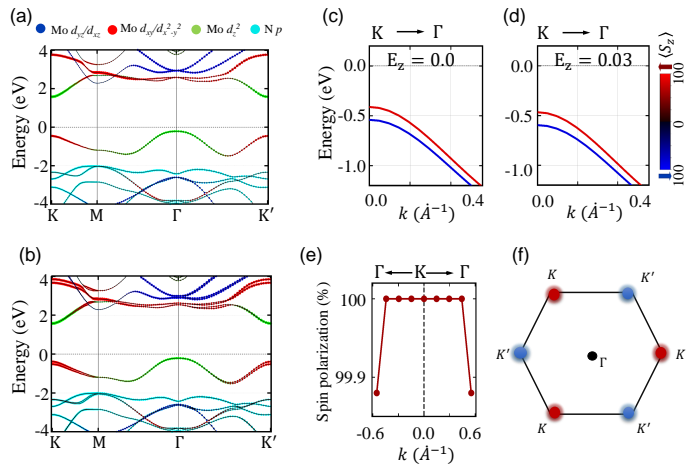 (a)
Mo d_yz/d_xz
Mo d_xy/d_x²-y²
Mo d_z²
N p
Energy (eV)
4
2
0
-2
-4
K M Γ K′
(b)
Energy (eV)
4
2
0
-2
-4
K M Γ K′
(c)
K → Γ
E_z = 0.0
Energy (eV)
0.0
-0.5
-1.0
0.0 0.4
k (Å⁻¹)
(d)
K → Γ
E_z = 0.03
0.0
-0.5
-1.0
0.0 0.4
k (Å⁻¹)
⟨S_z⟩
100
0
100
(e)
Γ ← K → Γ
Spin polarization (%)
100
99.9
-0.6 0.0 0.6
k (Å⁻¹)
(f)
K K′
K′ Γ K
K K′